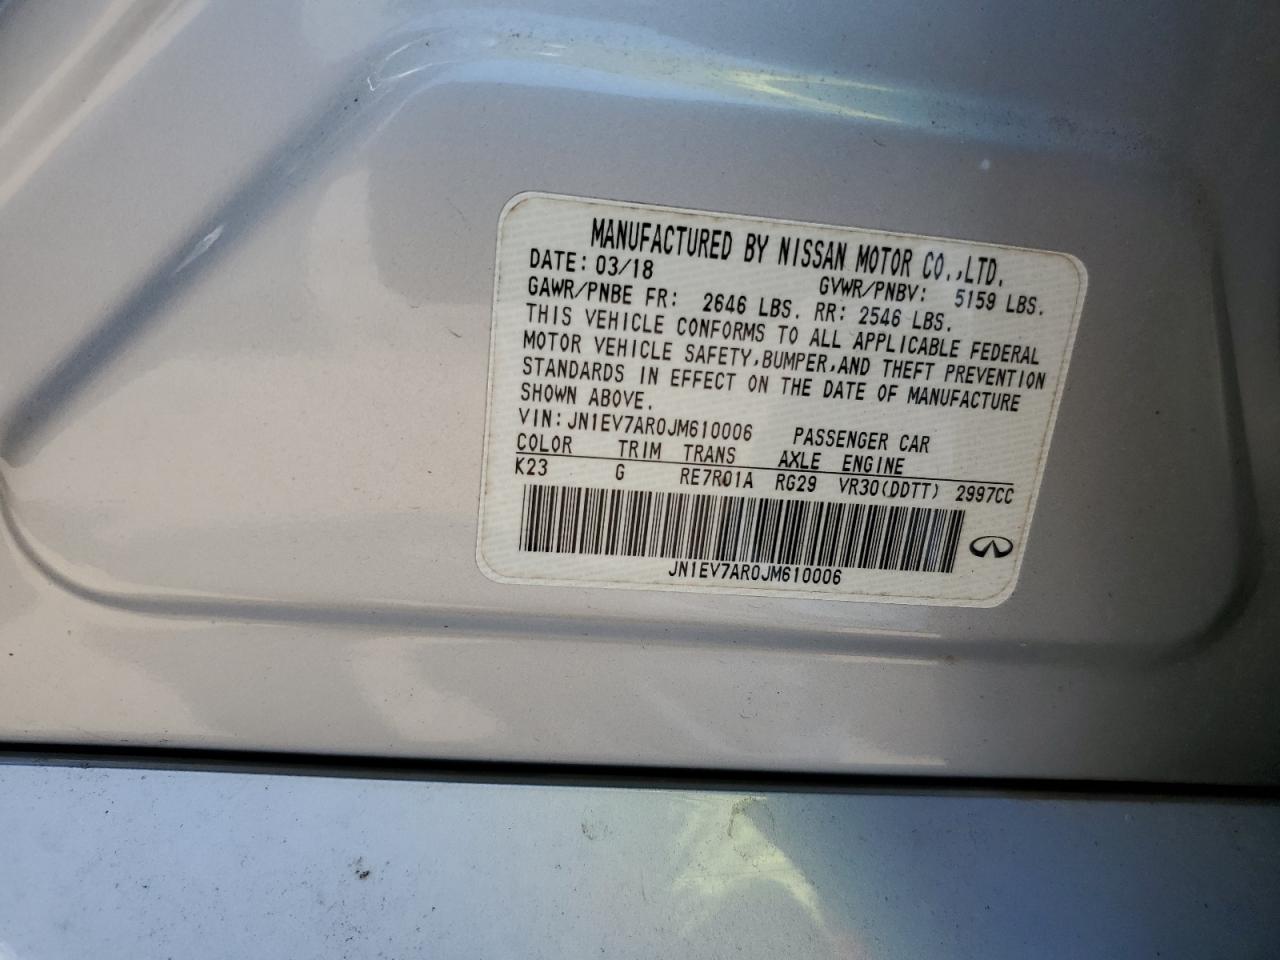 MANUFACTURED BY NISSAN MOTOR CO.,LTD.
DATE: 03/18 GVWR/PNBV: 5159 LBS.
GAWR/PNBE FR: 2646 LBS. RR: 2546 LBS.
THIS VEHICLE CONFORMS TO ALL APPLICABLE FEDERAL
MOTOR VEHICLE SAFETY,BUMPER,AND THEFT PREVENTION
STANDARDS IN EFFECT ON THE DATE OF MANUFACTURE
SHOWN ABOVE.
VIN:JN1EV7AR0JM610006 PASSENGER CAR
COLOR TRIM TRANS AXLE ENGINE
K23 G RE7R01A RG29 VR30(DDTT) 2997CC
JN1EV7AR0JM610006